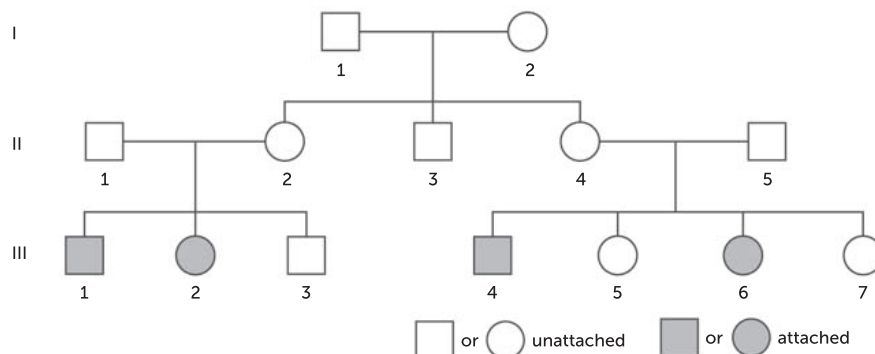 I
1 2
II
1 2 3 4 5
III
1 2 3 4 5 6 7
or unattached or attached